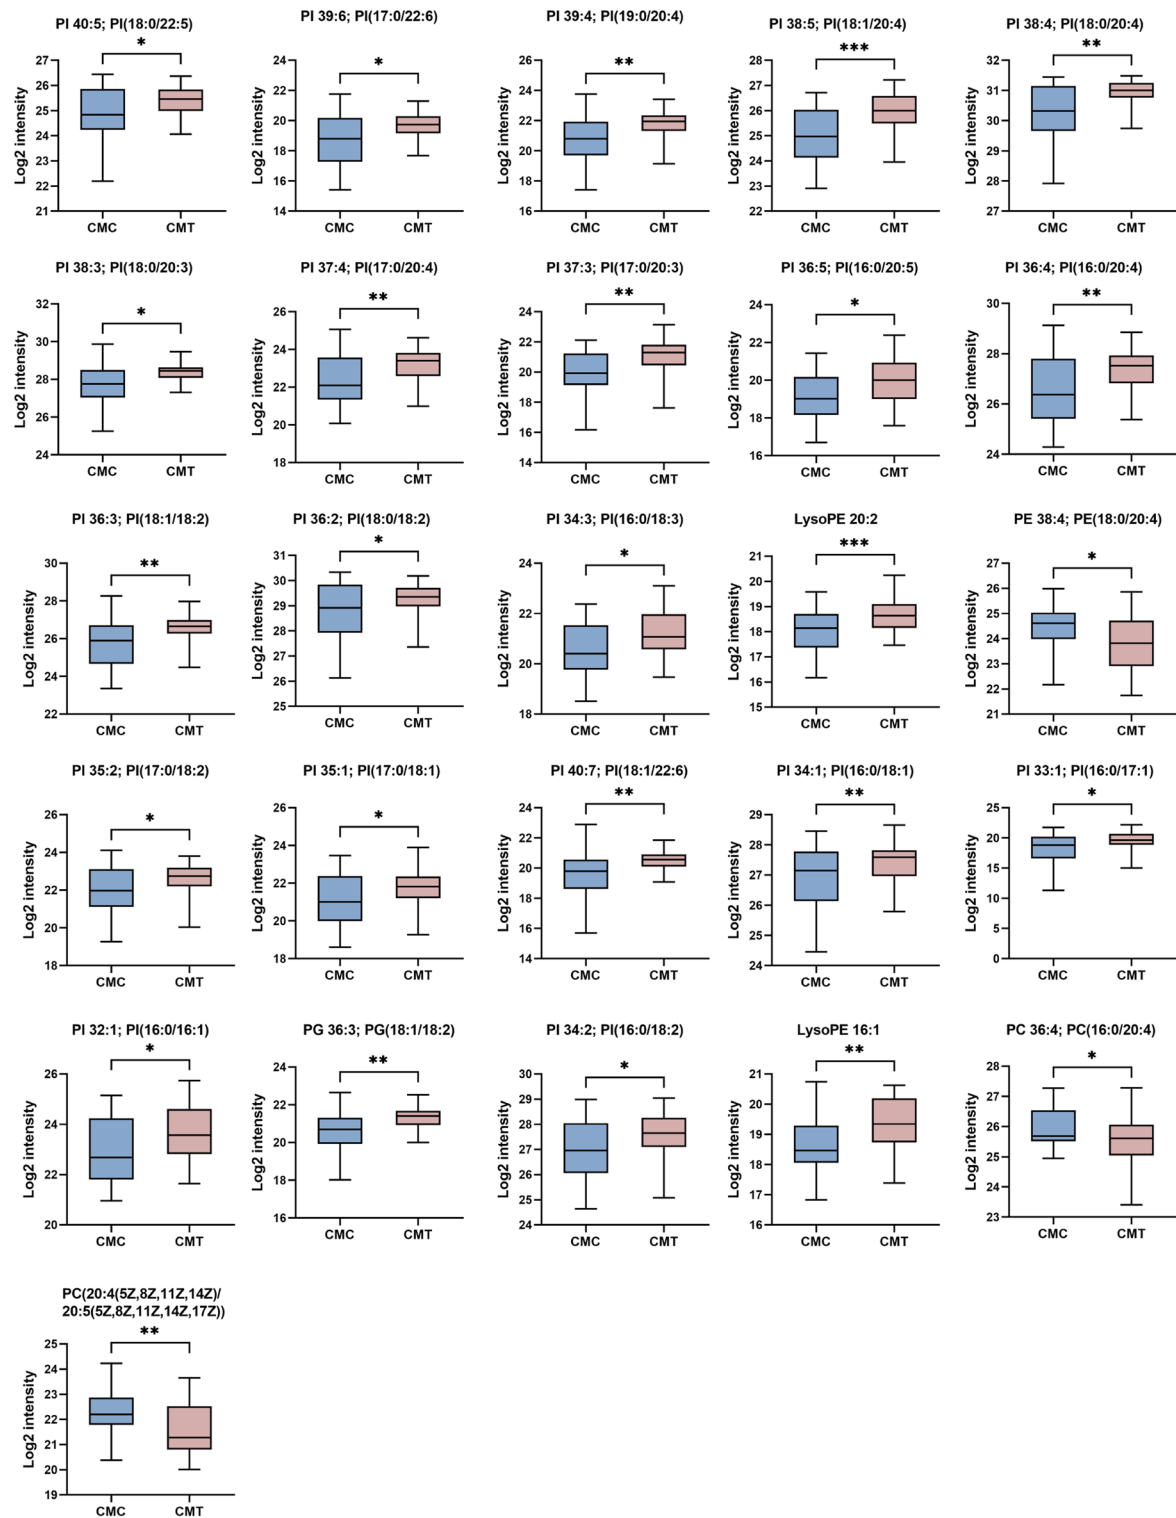 PI 40:5; PI(18:0/22:5)
*
Log2 intensity
27
26
25
24
23
22
21
CMC CMT
PI 39:6; PI(17:0/22:6)
*
Log2 intensity
24
22
20
18
16
14
CMC CMT
PI 39:4; PI(19:0/20:4)
**
Log2 intensity
26
24
22
20
18
16
CMC CMT
PI 38:5; PI(18:1/20:4)
***
Log2 intensity
28
27
26
25
24
23
22
CMC CMT
PI 38:4; PI(18:0/20:4)
**
Log2 intensity
32
31
30
29
28
27
CMC CMT
PI 38:3; PI(18:0/20:3)
*
Log2 intensity
32
30
28
26
24
CMC CMT
PI 37:4; PI(17:0/20:4)
**
Log2 intensity
26
24
22
20
18
CMC CMT
PI 37:3; PI(17:0/20:3)
**
Log2 intensity
24
22
20
18
16
14
CMC CMT
PI 36:5; PI(16:0/20:5)
*
Log2 intensity
24
22
20
18
16
CMC CMT
PI 36:4; PI(16:0/20:4)
**
Log2 intensity
30
28
26
24
CMC CMT
PI 36:3; PI(18:1/18:2)
**
Log2 intensity
30
28
26
24
22
CMC CMT
PI 36:2; PI(18:0/18:2)
*
Log2 intensity
31
30
29
28
27
26
25
CMC CMT
PI 34:3; PI(16:0/18:3)
*
Log2 intensity
24
22
20
18
CMC CMT
LysoPE 20:2
***
Log2 intensity
21
20
19
18
17
16
15
CMC CMT
PE 38:4; PE(18:0/20:4)
*
Log2 intensity
27
26
25
24
23
22
21
CMC CMT
PI 35:2; PI(17:0/18:2)
*
Log2 intensity
26
24
22
20
18
CMC CMT
PI 35:1; PI(17:0/18:1)
*
Log2 intensity
26
24
22
20
18
CMC CMT
PI 40:7; PI(18:1/22:6)
**
Log2 intensity
24
22
20
18
16
14
CMC CMT
PI 34:1; PI(16:0/18:1)
**
Log2 intensity
29
28
27
26
25
24
CMC CMT
PI 33:1; PI(16:0/17:1)
*
Log2 intensity
25
20
15
10
5
0
CMC CMT
PI 32:1; PI(16:0/16:1)
*
Log2 intensity
26
24
22
20
CMC CMT
PG 36:3; PG(18:1/18:2)
**
Log2 intensity
24
22
20
18
16
CMC CMT
PI 34:2; PI(16:0/18:2)
*
Log2 intensity
30
29
28
27
26
25
24
CMC CMT
LysoPE 16:1
**
Log2 intensity
21
20
19
18
17
16
CMC CMT
PC 36:4; PC(16:0/20:4)
*
Log2 intensity
28
27
26
25
24
23
CMC CMT
PC(20:4(5Z,8Z,11Z,14Z)/
20:5(5Z,8Z,11Z,14Z,17Z))
**
Log2 intensity
25
24
23
22
21
20
19
CMC CMT